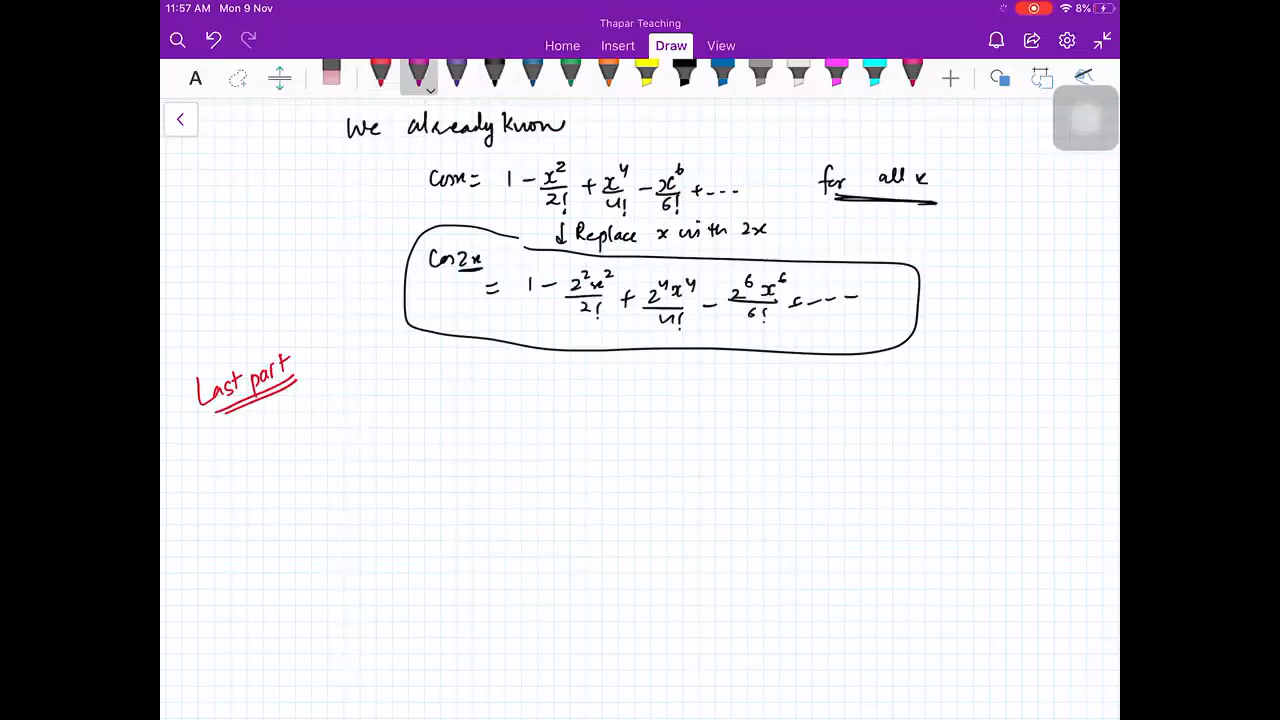 11:57 AM Mon 9 Nov
8%
Thapar Teaching
Home Insert Draw View
A
We already know
Cosx = 1 - x²/2! + x⁴/4! - x⁶/6! + ... for all x
↓ Replace x with 2x
Cos2x
= 1 - 2²x²/2! + 2⁴x⁴/4! - 2⁶x⁶/6! + ----
Last part